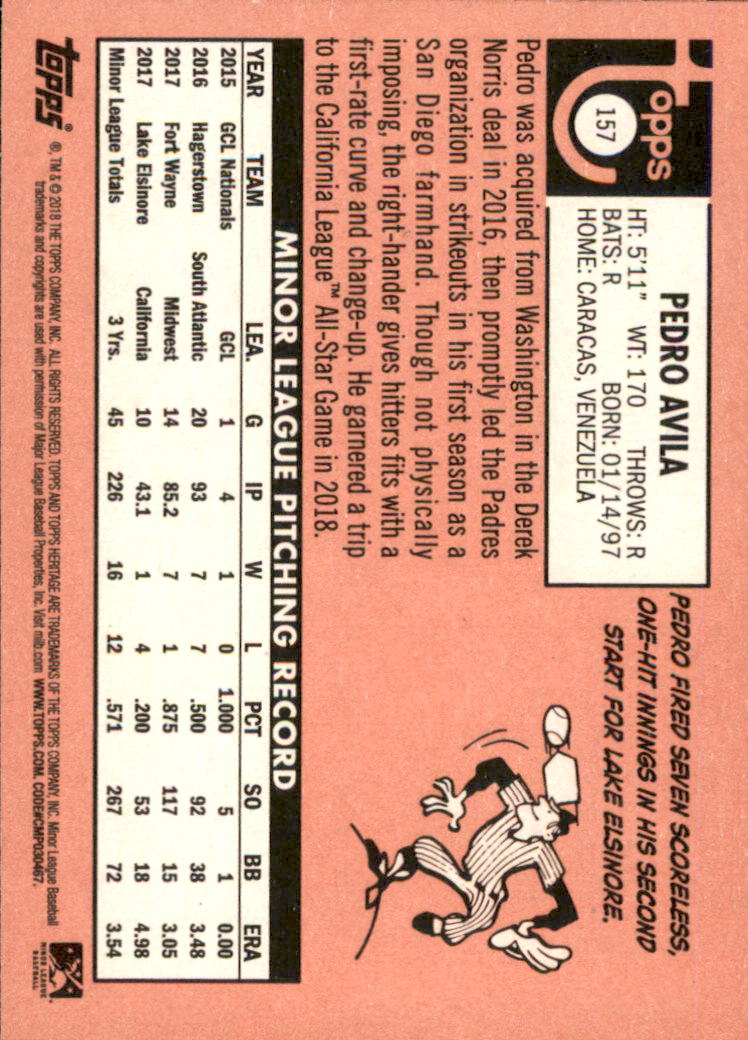 topps
157
PEDRO AVILA
HT: 5'11" WT: 170 THROWS: R
BATS: R BORN: 01/14/97
HOME: CARACAS, VENEZUELA
PEDRO FIRED SEVEN SCORELESS,
ONE-HIT INNINGS IN HIS SECOND
START FOR LAKE ELSINORE.
Pedro was acquired from Washington in the Derek
Norris deal in 2016, then promptly led the Padres
organization in strikeouts in his first season as a
San Diego farmhand. Though not physically
imposing, the right-hander gives hitters fits with a
first-rate curve and change-up. He garnered a trip
to the California League™ All-Star Game in 2018.
MINOR LEAGUE PITCHING RECORD
YEAR TEAM LEA. G IP W L PCT SO BB ERA
2015 GCL Nationals GCL 1 4 1 0 1.000 5 1 0.00
2016 Hagerstown South Atlantic 20 93 7 7 .500 92 38 3.48
2017 Fort Wayne Midwest 14 85.2 7 1 .875 117 15 3.05
2017 Lake Elsinore California 10 43.1 1 4 .200 53 18 4.98
Minor League Totals 3 Yrs. 45 226 16 12 .571 267 72 3.54
topps®
®, TM & © 2018 THE TOPPS COMPANY, INC. ALL RIGHTS RESERVED. TOPPS AND TOPPS HERITAGE ARE TRADEMARKS OF THE TOPPS COMPANY, INC. Minor League Baseball
trademarks and copyrights are used with permission of Major League Baseball Properties, Inc. Visit milb.com WWW.TOPPS.COM. CODE#CMP030467.
MINOR LEAGUE
BASEBALL